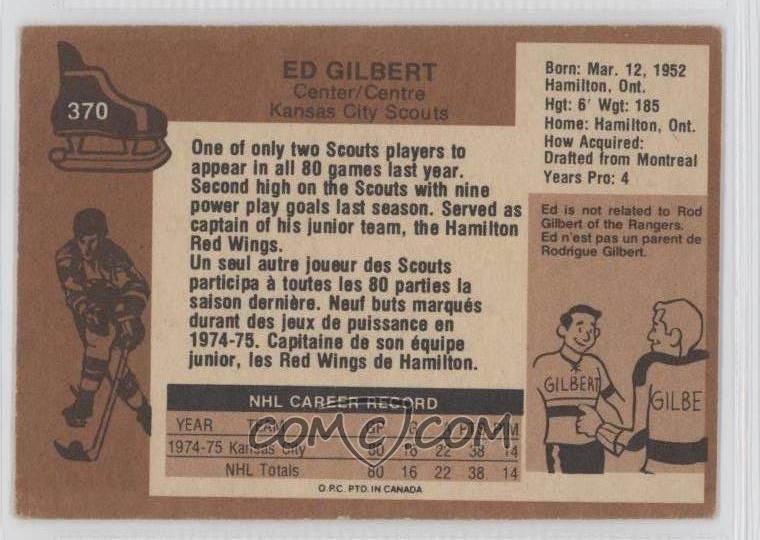 370
ED GILBERT
Center/Centre
Kansas City Scouts
Born: Mar. 12, 1952
Hamilton, Ont.
Hgt: 6' Wgt: 185
Home: Hamilton, Ont.
How Acquired:
Drafted from Montreal
Years Pro: 4
One of only two Scouts players to
appear in all 80 games last year.
Second high on the Scouts with nine
power play goals last season. Served as
captain of his junior team, the Hamilton
Red Wings.
Un seul autre joueur des Scouts
participa à toutes les 80 parties la
saison dernière. Neuf buts marqués
durant des jeux de puissance en
1974-75. Capitaine de son équipe
junior, les Red Wings de Hamilton.
Ed is not related to Rod
Gilbert of the Rangers.
Ed n'est pas un parent de
Rodrigue Gilbert.
GILBERT
GILBE
NHL CAREER RECORD
YEAR TEAM GP G A PTS PIM
1974-75 Kansas City 80 16 22 38 14
NHL Totals 80 16 22 38 14
COMC.COM
O.P.C. PTD. IN CANADA